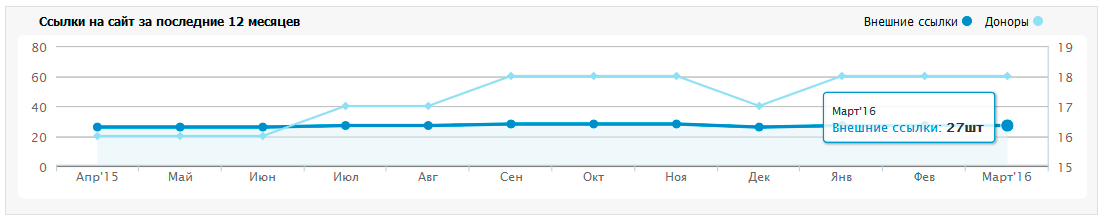 Ссылки на сайт за последние 12 месяцев
Внешние ссылки Доноры
80 19
60 18
40 17
Март'16
Внешние ссылки: 27шт
20 16
0 15
Апр'15 Май Июн Июл Авг Сен Окт Ноя Дек Янв Фев Март'16